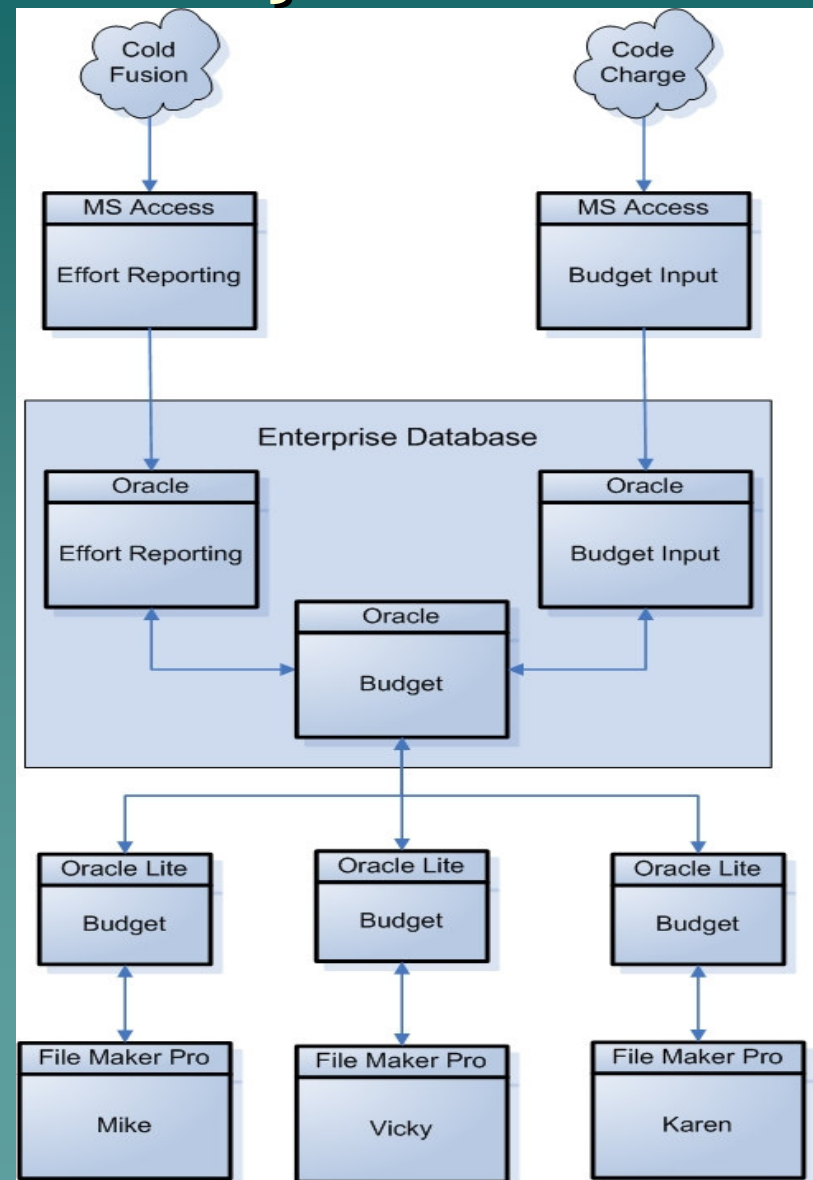 Cold
Fusion
Code
Charge
MS Access
Effort Reporting
MS Access
Budget Input
Enterprise Database
Oracle
Effort Reporting
Oracle
Budget Input
Oracle
Budget
Oracle Lite
Budget
Oracle Lite
Budget
Oracle Lite
Budget
File Maker Pro
Mike
File Maker Pro
Vicky
File Maker Pro
Karen